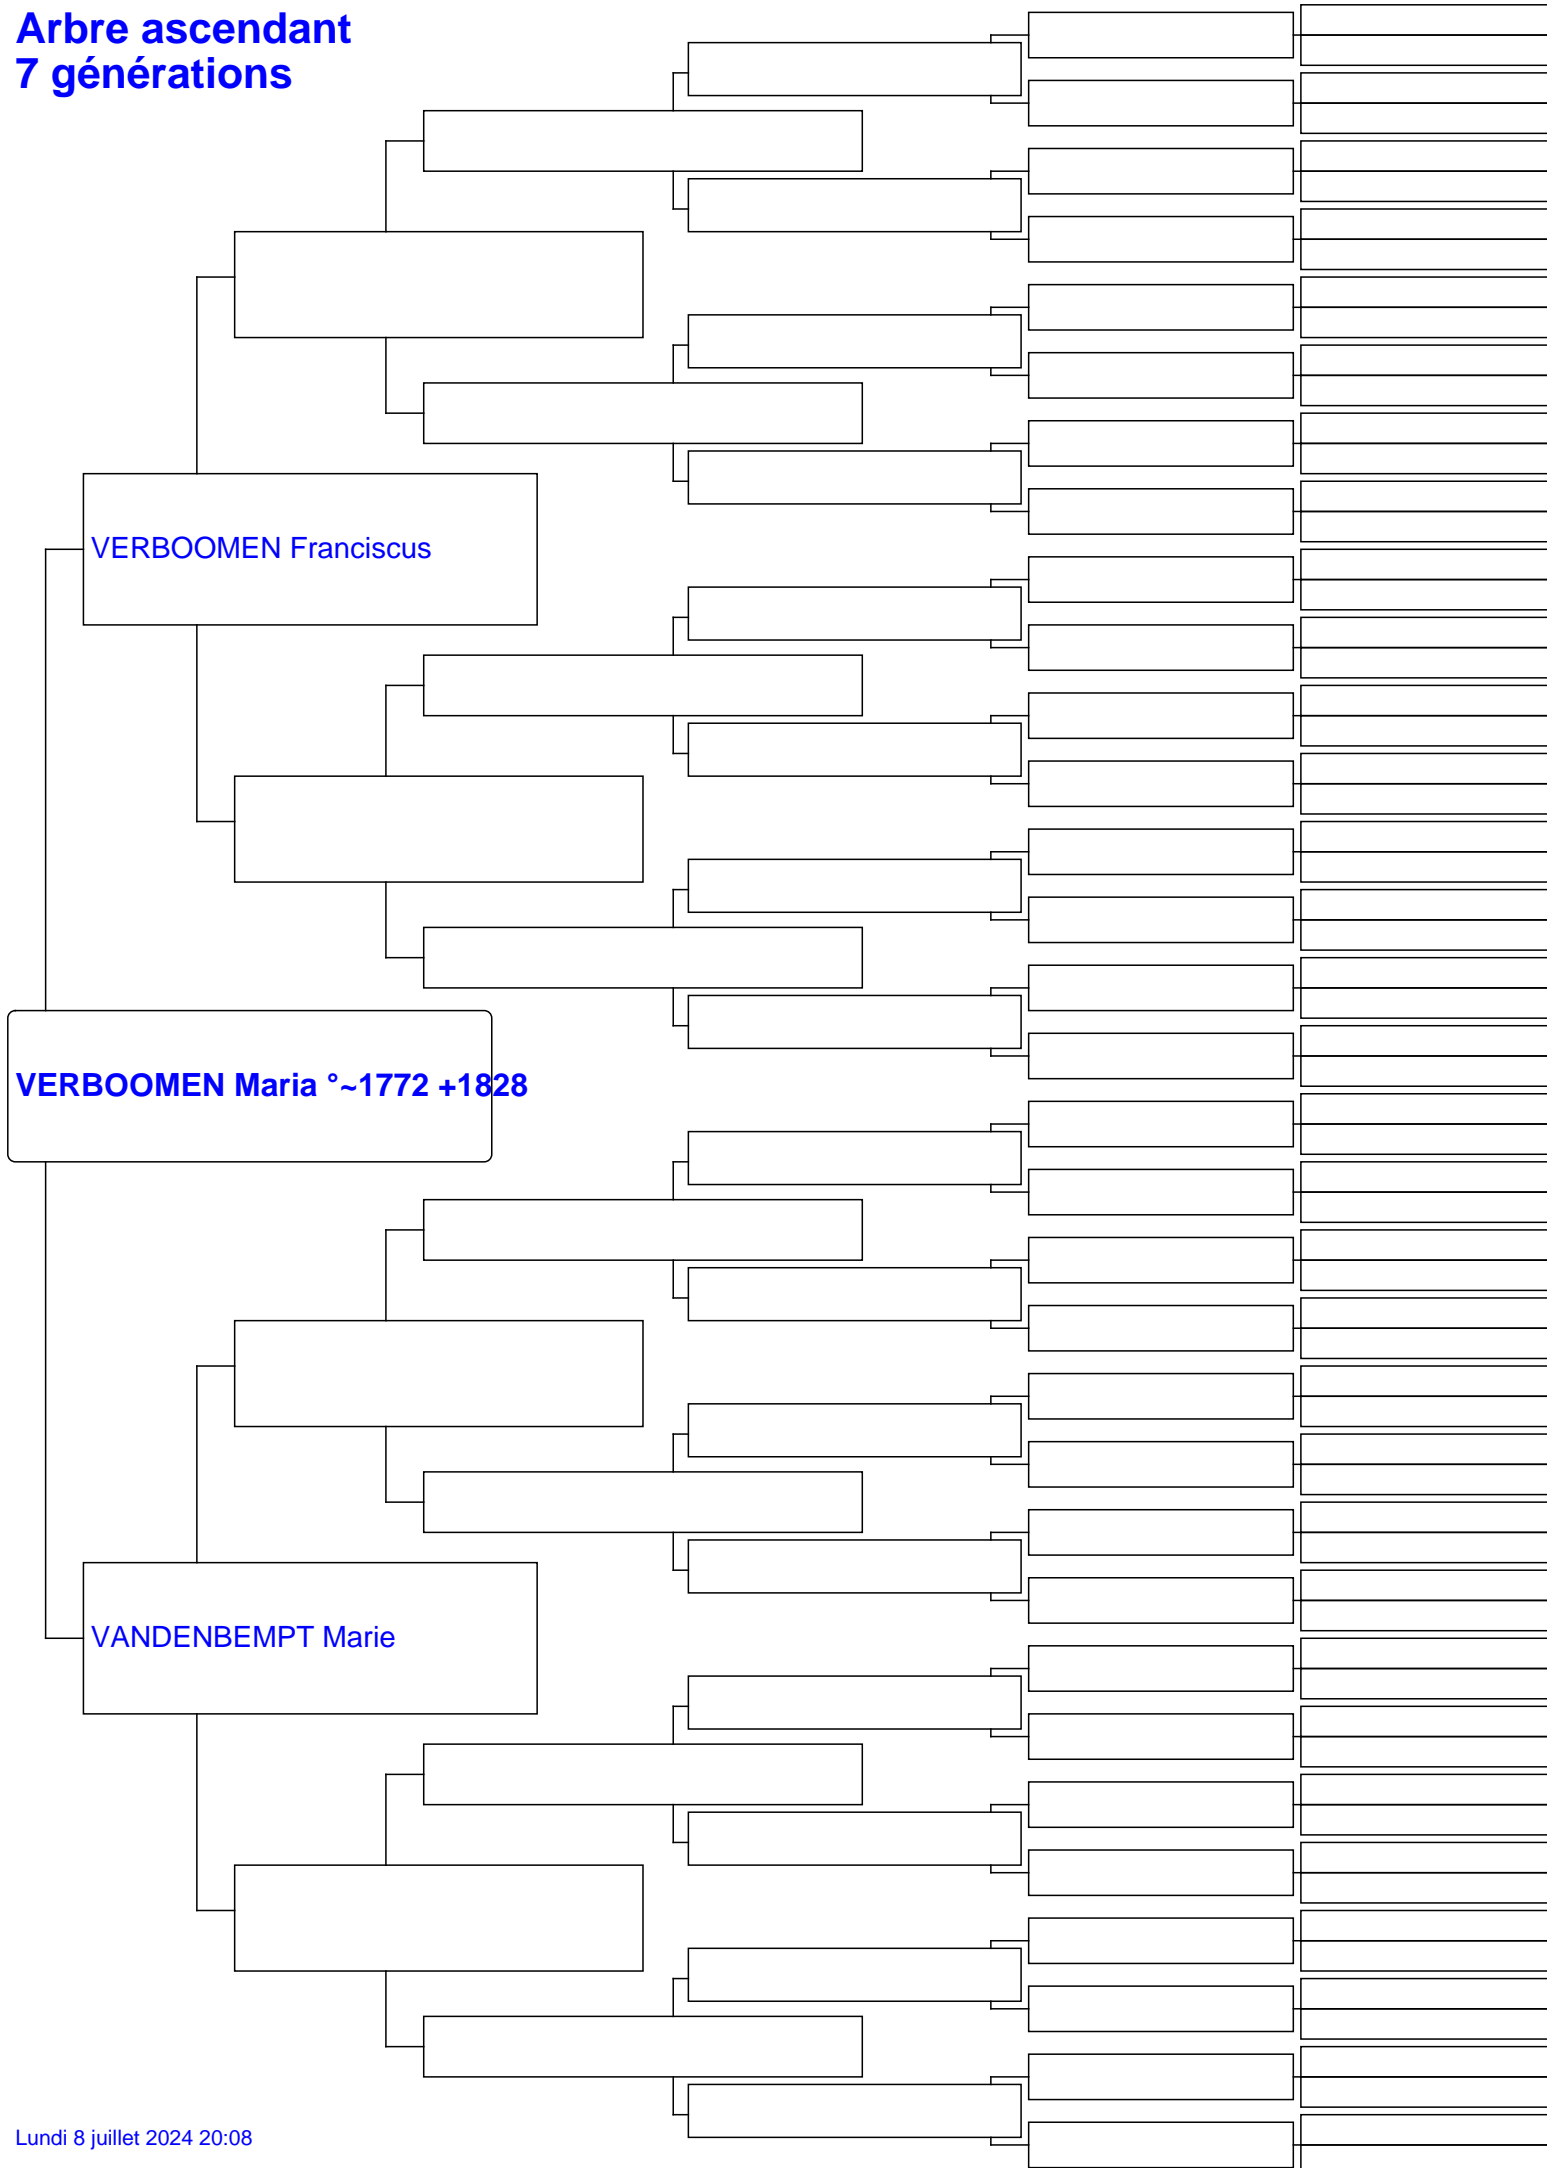 Arbre ascendant
7 générations
VERBOOMEN Franciscus
VERBOOMEN Maria °~1772 +1828
VANDENBEMPT Marie
Lundi 8 juillet 2024 20:08